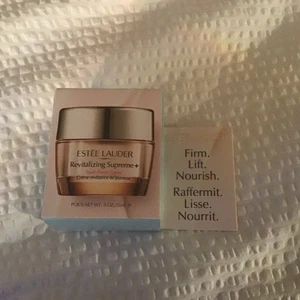 ESTĒE LAUDER
Revitalizing Supreme+
Firm.
Lift.
Nourish.
Raffermit.
Lisse.
Nourrit.